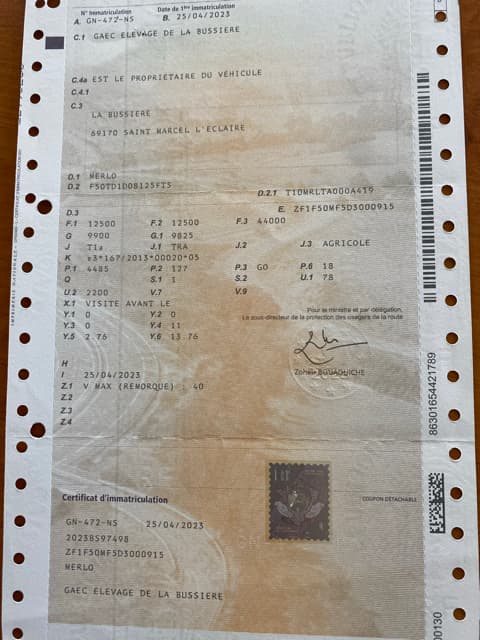 N° Immatriculation Date de 1ère immatriculation
A. GN-472-NS B. 25/04/2023
C.1 GAEC ELEVAGE DE LA BUSSIERE
C.4a EST LE PROPRIÉTAIRE DU VÉHICULE
C.4.1
C.3
LA BUSSIERE
69170 SAINT MARCEL L'ECLAIRE
D.1 MERLO
D.2 F50TD1D08125FT5 D.2.1 T10MRLTA000A419
D.3 E. ZF1F50MF5D3000915
F.1 12500 F.2 12500 F.3 44000
G 9900 G.1 9825
J T1a J.1 TRA J.2 J.3 AGRICOLE
K e3*167/2013*00020*05
P.1 4485 P.2 127 P.3 GO P.6 18
Q S.1 1 S.2 U.1 78
U.2 2200 V.7 V.9
X.1 VISITE AVANT LE
Y.1 0 Y.2 0
Y.3 0 Y.4 11
Y.5 2.76 Y.6 13.76
Pour le ministre et par délégation,
Le sous-directeur de la protection des usagers de la route
Zoheir BOUAOUICHE
H
I 25/04/2023
Z.1 V MAX (REMORQUE) : 40
Z.2
Z.3
Z.4
86301654421789
Certificat d'immatriculation
COUPON DÉTACHABLE
GN-472-NS 25/04/2023
2023BS97498
ZF1F50MF5D3000915
MERLO
GAEC ELEVAGE DE LA BUSSIERE
00130